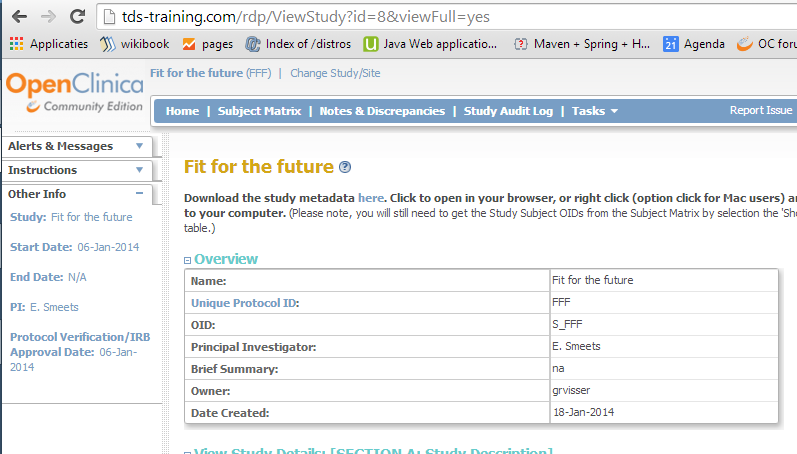 tds-training.com/rdp/ViewStudy?id=8&viewFull=yes
Applicaties wikibook pages Index of /distros Java Web applicatio... Maven + Spring + H... 21 Agenda OC forum
OpenClinica
Community Edition
Fit for the future (FFF) | Change Study/Site
Home | Subject Matrix | Notes & Discrepancies | Study Audit Log | Tasks Report Issue
Alerts & Messages
Instructions
Other Info
Study: Fit for the future
Start Date: 06-Jan-2014
End Date: N/A
PI: E. Smeets
Protocol Verification/IRB
Approval Date: 06-Jan-
2014
Fit for the future ?
Download the study metadata here. Click to open in your browser, or right click (option click for Mac users) an
to your computer. (Please note, you will still need to get the Study Subject OIDs from the Subject Matrix by selection the 'Sho
table.)
Overview
Name: Fit for the future
Unique Protocol ID: FFF
OID: S_FFF
Principal Investigator: E. Smeets
Brief Summary: na
Owner: grvisser
Date Created: 18-Jan-2014
View Study Details: [SECTION A: Study Description]